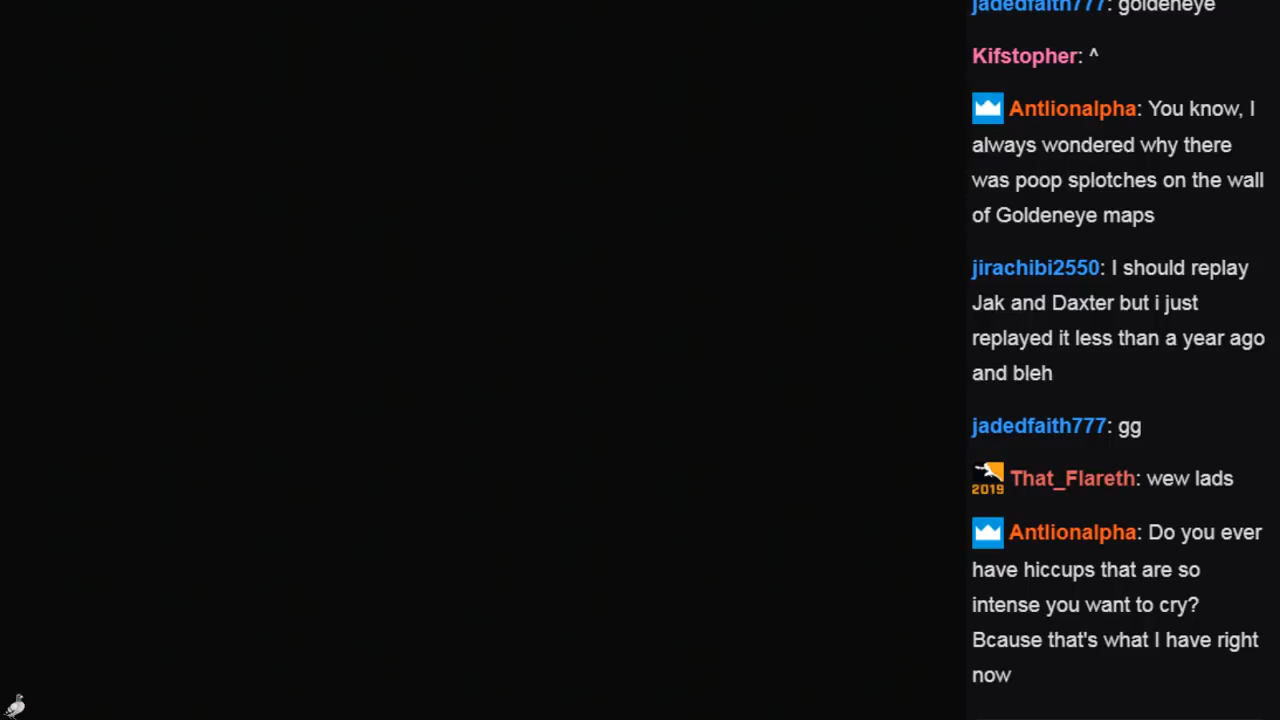 jadedfaith777: goldeneye
Kifstopher: ^
Antlionalpha: You know, I
always wondered why there
was poop splotches on the wall
of Goldeneye maps
jirachibi2550: I should replay
Jak and Daxter but i just
replayed it less than a year ago
and bleh
jadedfaith777: gg
2019 That_Flareth: wew lads
Antlionalpha: Do you ever
have hiccups that are so
intense you want to cry?
Bcause that's what I have right
now